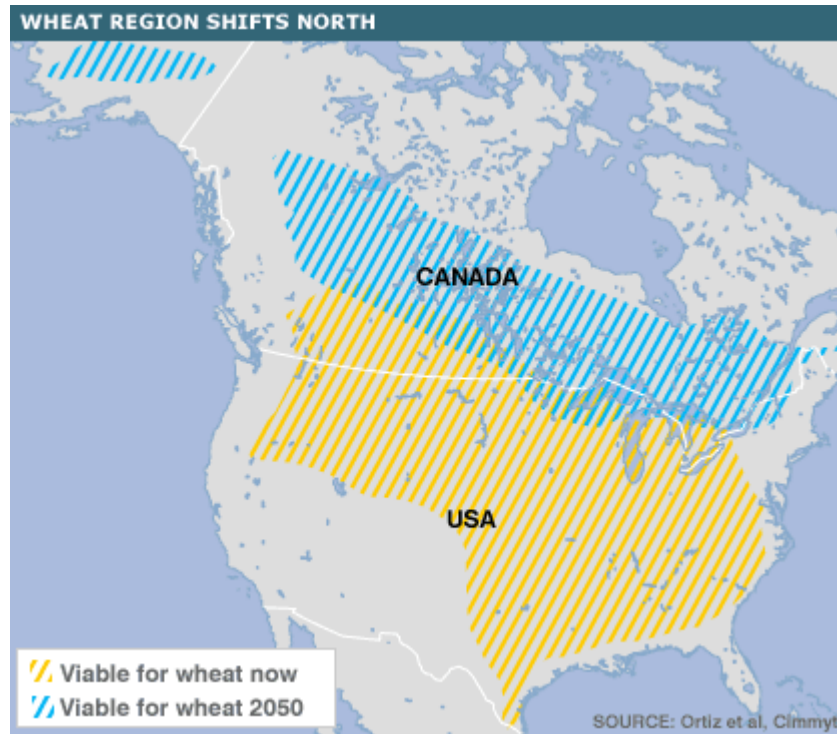 WHEAT REGION SHIFTS NORTH
CANADA
USA
Viable for wheat now
Viable for wheat 2050
SOURCE: Ortiz et al, Cimmyt